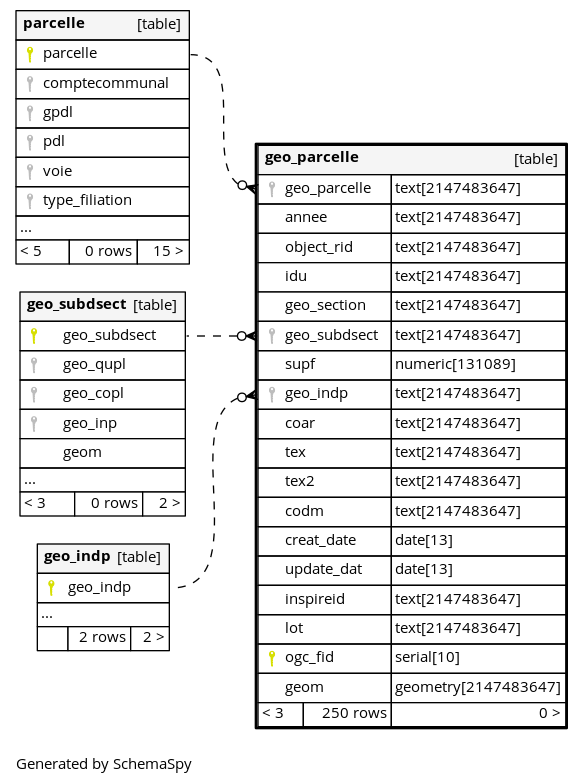 parcelle [table]
parcelle
comptecommunal
gpdl
pdl
voie
type_filiation
...
< 5 0 rows 15 >
geo_subdsect [table]
geo_subdsect
geo_qupl
geo_copl
geo_inp
geom
...
< 3 0 rows 2 >
geo_indp [table]
geo_indp
...
2 rows 2 >
geo_parcelle [table]
geo_parcelle text[2147483647]
annee text[2147483647]
object_rid text[2147483647]
idu text[2147483647]
geo_section text[2147483647]
geo_subdsect text[2147483647]
supf numeric[131089]
geo_indp text[2147483647]
coar text[2147483647]
tex text[2147483647]
tex2 text[2147483647]
codm text[2147483647]
creat_date date[13]
update_dat date[13]
inspireid text[2147483647]
lot text[2147483647]
ogc_fid serial[10]
geom geometry[2147483647]
< 3 250 rows 0 >
Generated by SchemaSpy